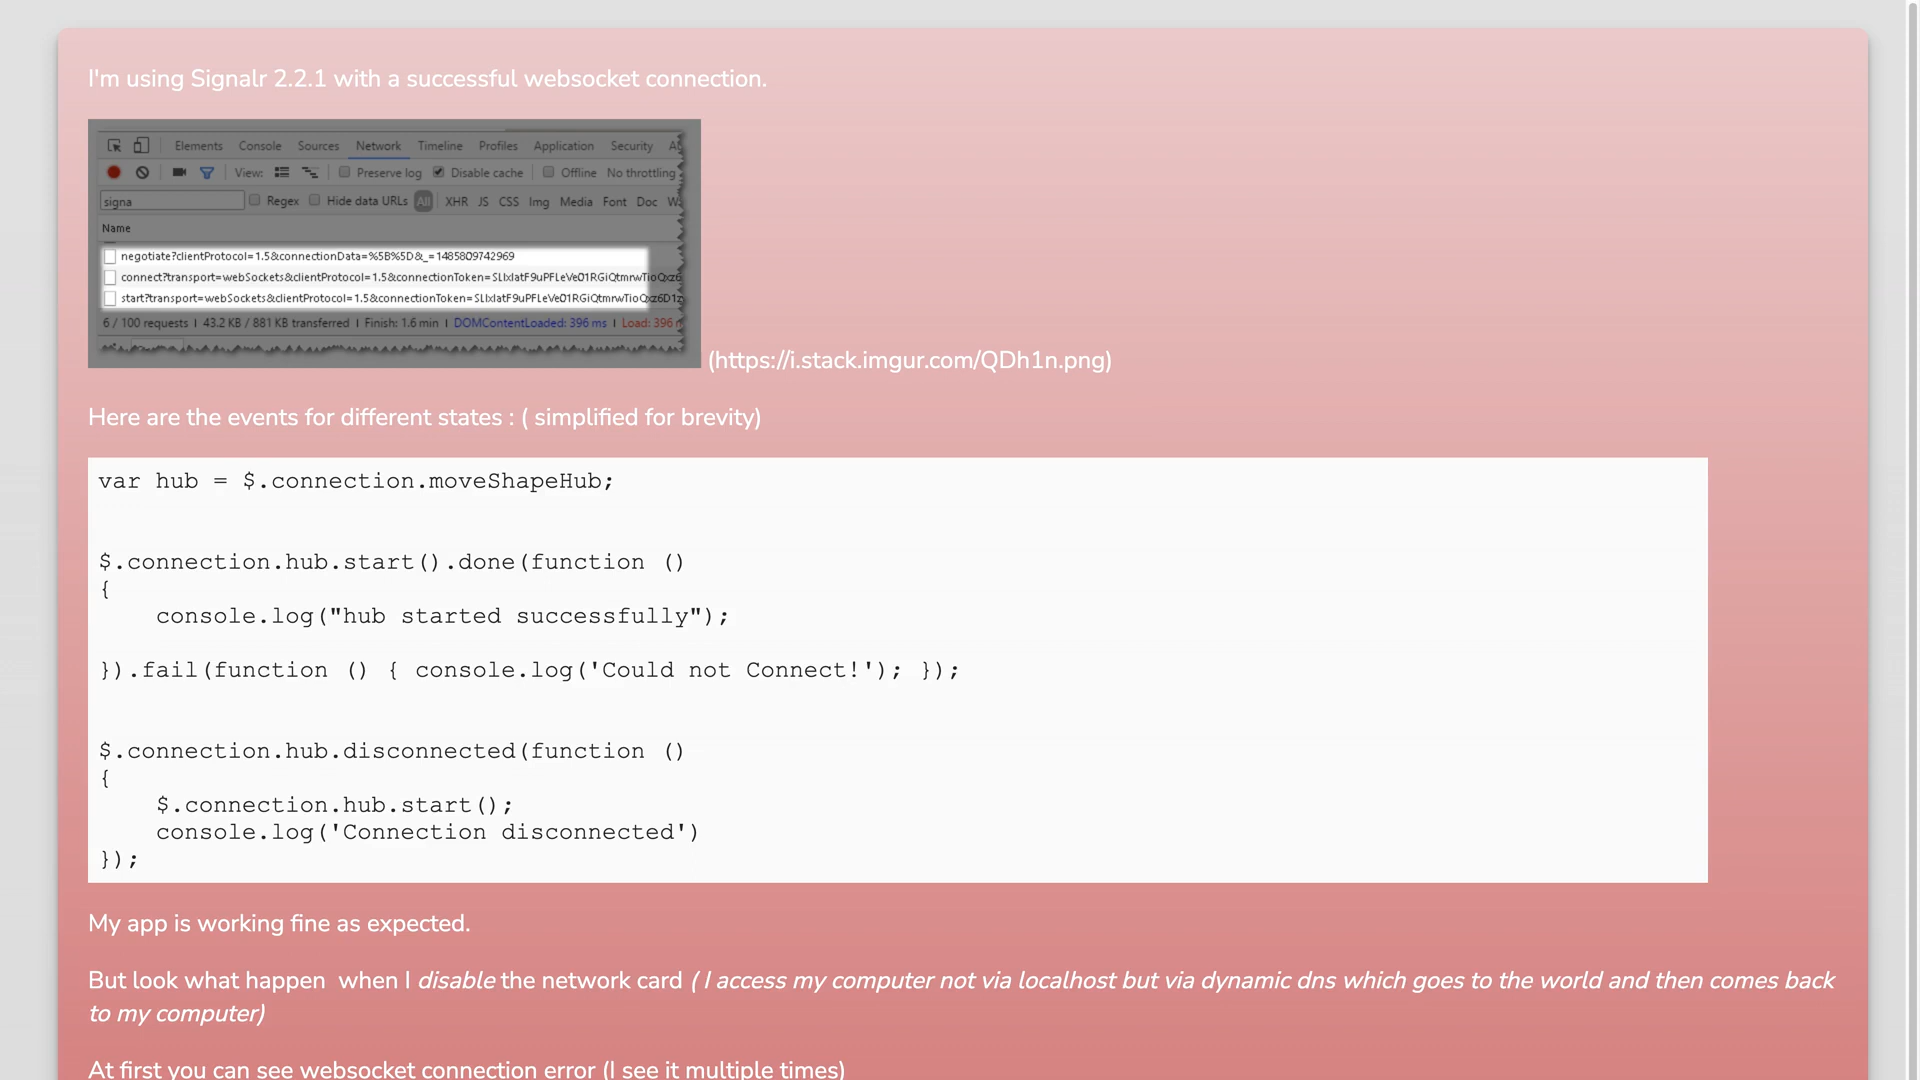 I'm using Signalr 2.2.1 with a successful websocket connection.
Elements Console Sources Network Timeline Profiles Application Security
View: Preserve log Disable cache Offline No throttling
signa Regex Hide data URLs All XHR JS CSS Img Media Font Doc
Name
negotiate?clientProtocol=1.5&connectionData=%5B%5D&_=1485809742969
connect?transport=webSockets&clientProtocol=1.5&connectionToken=
start?transport=webSockets&clientProtocol=1.5&connectionToken=
6 / 100 requests | 43.2 KB / 881 KB transferred | Finish: 1.6 min | DOMContentLoaded: 396 ms | Load: 396
(https://i.stack.imgur.com/QDh1n.png)
Here are the events for different states : ( simplified for brevity)
var hub = $.connection.moveShapeHub;
$.connection.hub.start().done(function ()
{
console.log("hub started successfully");
}).fail(function () { console.log('Could not Connect!'); });
$.connection.hub.disconnected(function ()
{
$.connection.hub.start();
console.log('Connection disconnected')
});
My app is working fine as expected.
But look what happen when I disable the network card ( I access my computer not via localhost but via dynamic dns which goes to the world and then comes back
to my computer)
At first you can see websocket connection error (I see it multiple times)